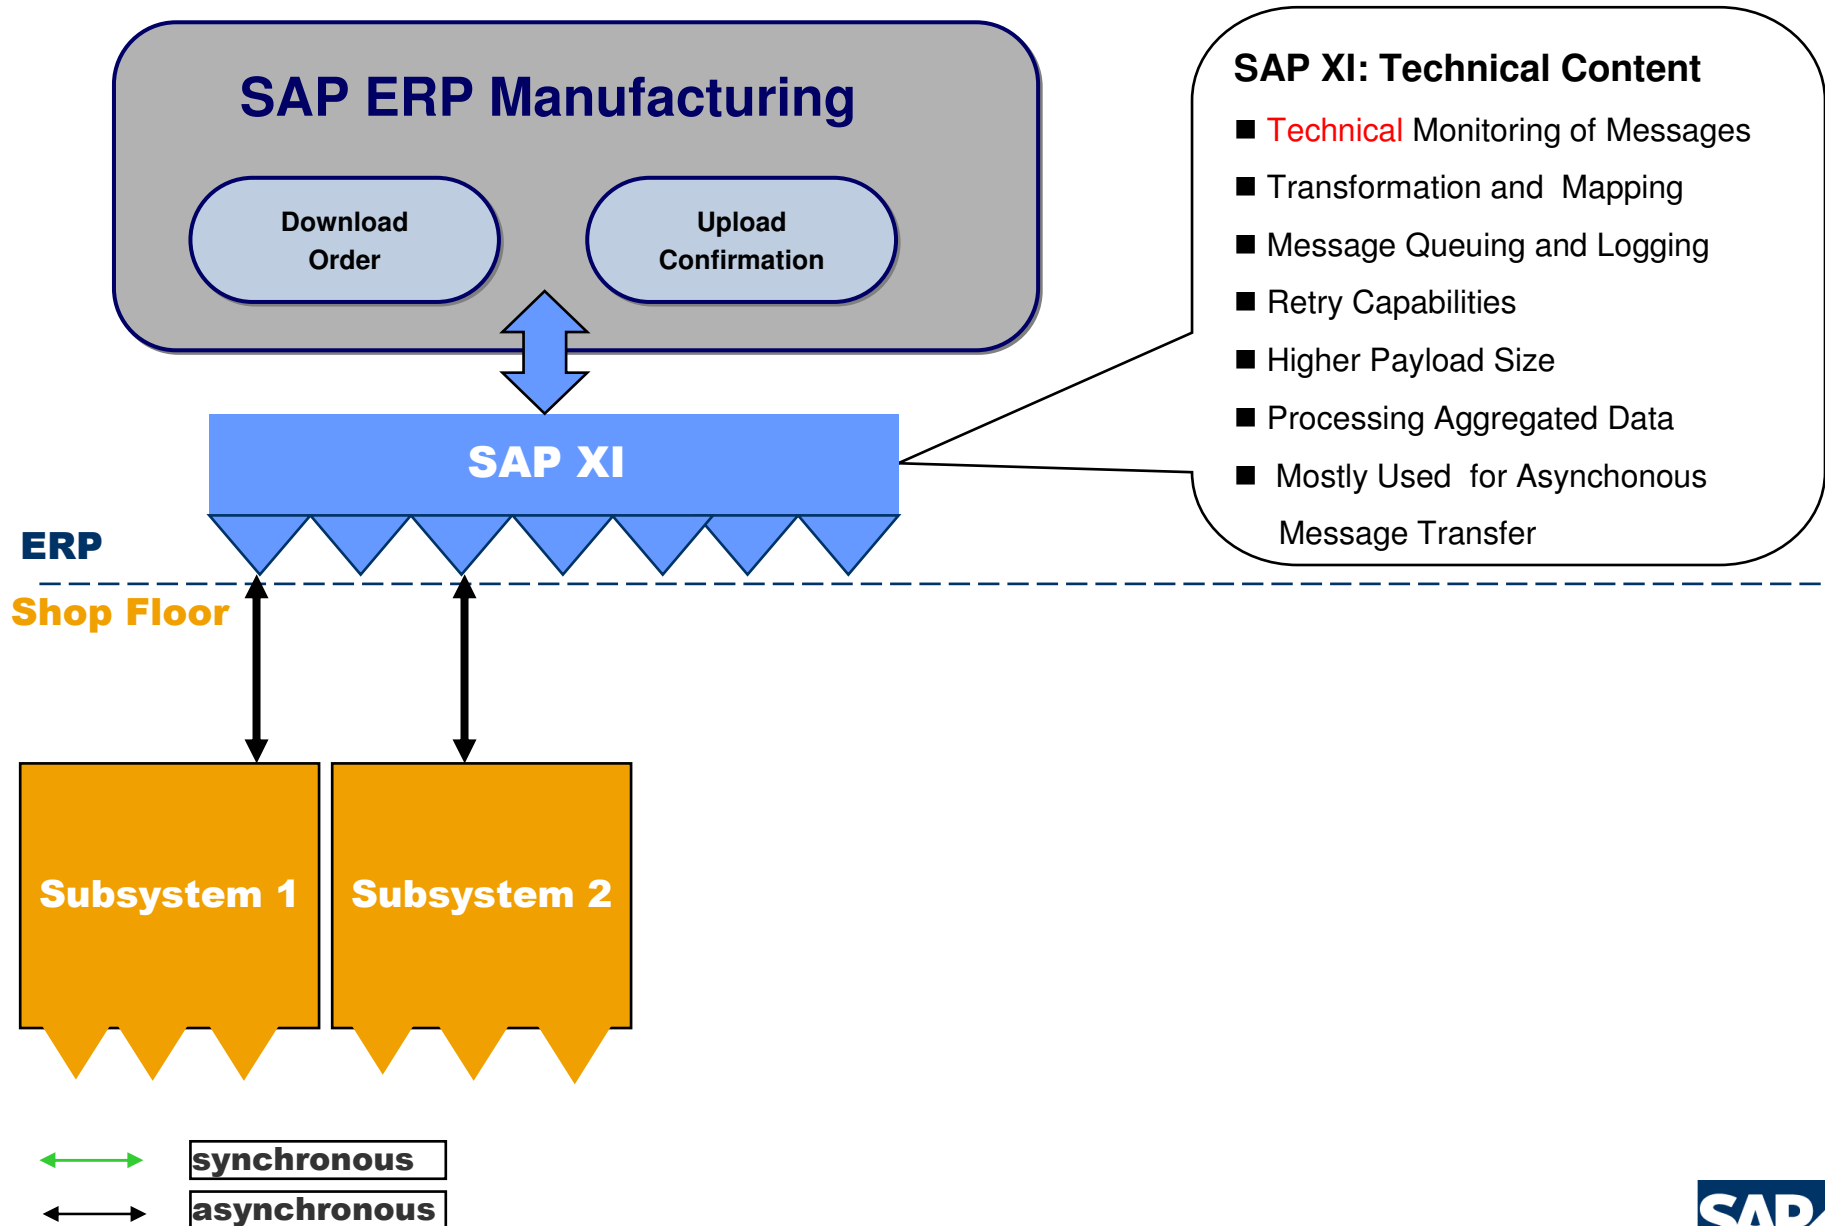 SAP ERP Manufacturing
Download
Order
Upload
Confirmation
SAP XI
SAP XI: Technical Content
Technical Monitoring of Messages
Transformation and Mapping
Message Queuing and Logging
Retry Capabilities
Higher Payload Size
Processing Aggregated Data
Mostly Used for Asynchonous
Message Transfer
ERP
Shop Floor
Subsystem 1
Subsystem 2
synchronous
asynchronous
SAP